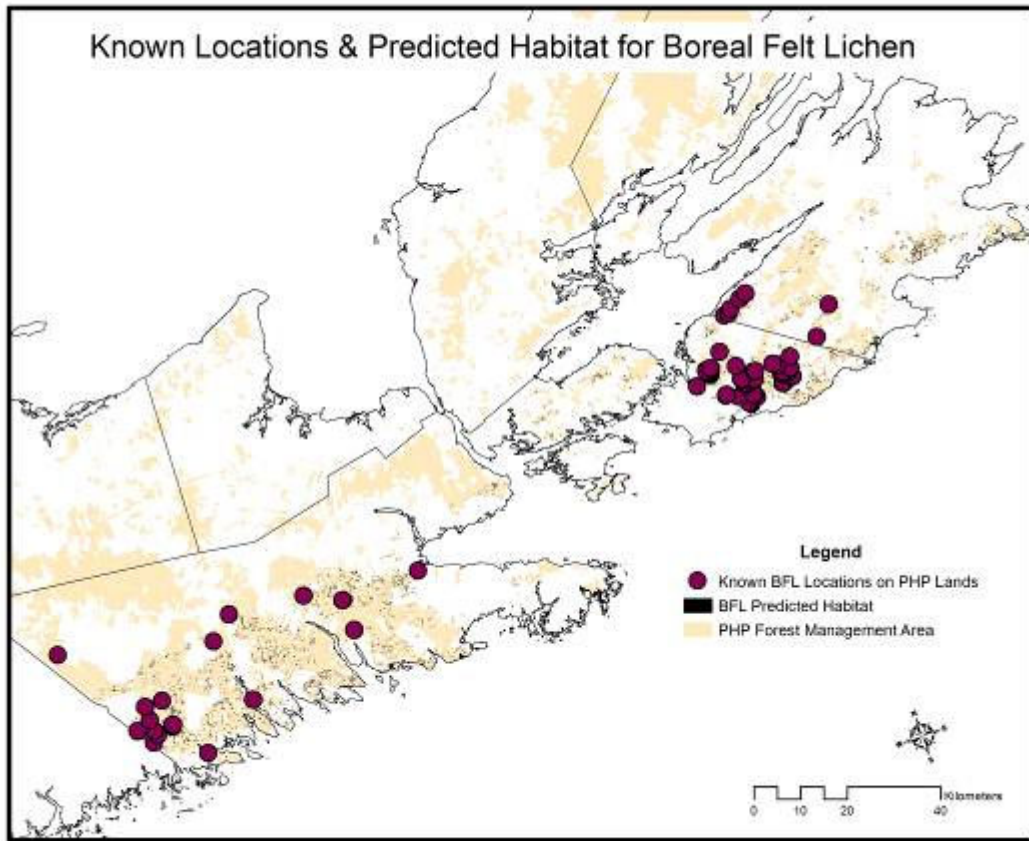 Known Locations & Predicted Habitat for Boreal Felt Lichen
Legend
Known BFL Locations on PHP Lands
BFL Predicted Habitat
PHP Forest Management Area
Kilometers
0 10 20 40